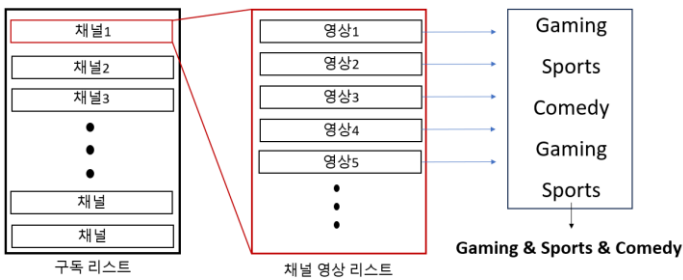 채널1
채널2
채널3
채널
채널
구독 리스트
영상1
영상2
영상3
영상4
영상5
채널 영상 리스트
Gaming
Sports
Comedy
Gaming
Sports
Gaming & Sports & Comedy